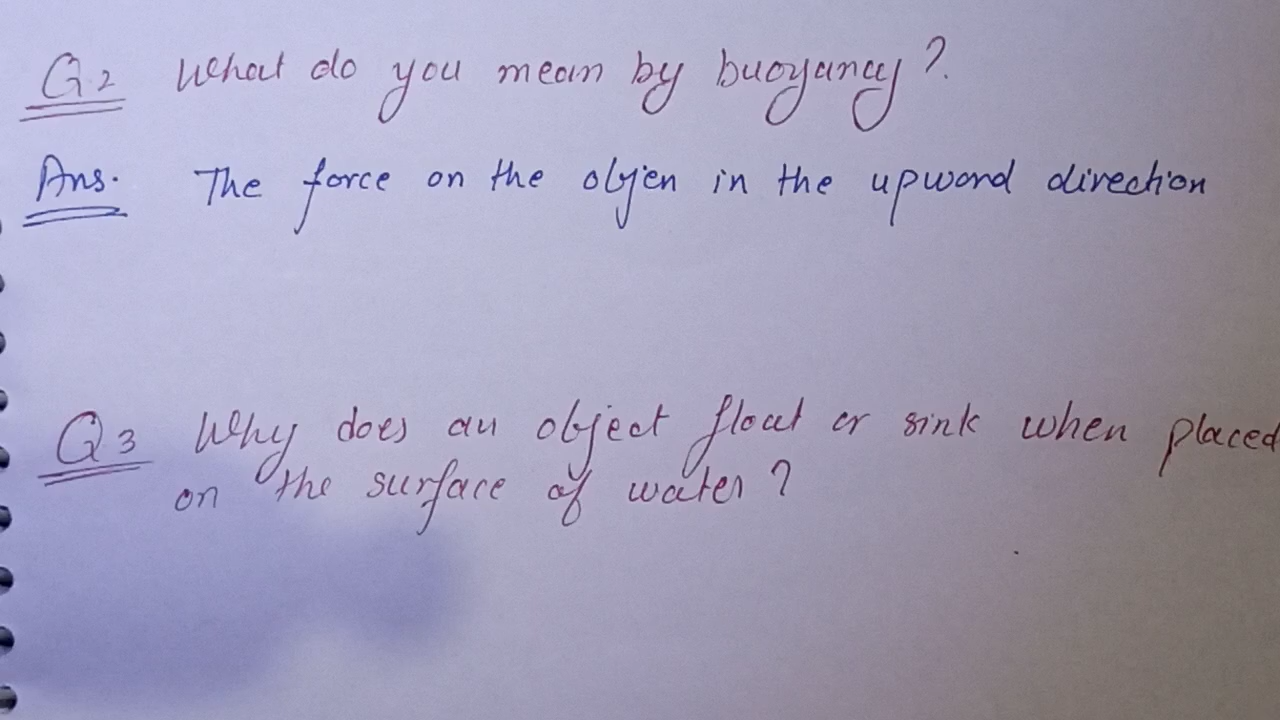 Q.2 What do you mean by buoyancy?
Ans. The force on the objen in the upword direction
Q3 Why does an object float or sink when placed
on the surface of water?